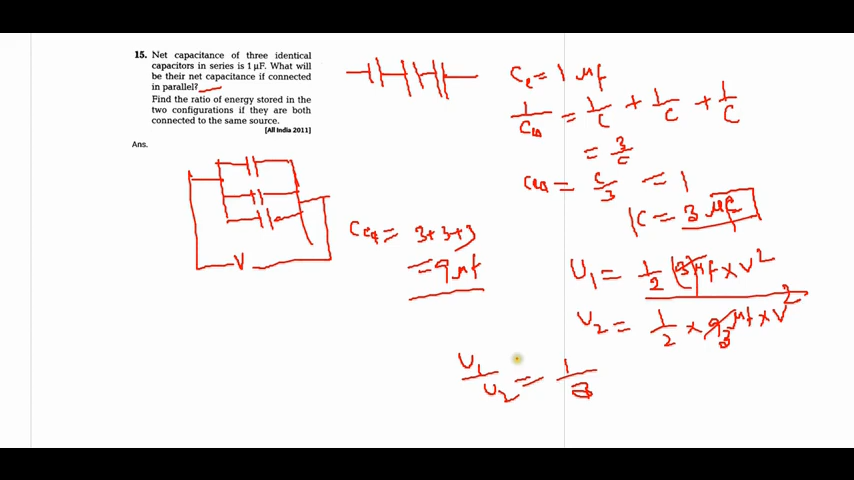 15. Net capacitance of three identical
capacitors in series is 1 μF. What will
be their net capacitance if connected
in parallel?
Find the ratio of energy stored in the
two configurations if they are both
connected to the same source.
[All India 2011]
Ans.
V
Ceq = 3+3+3
= 9 μf
Ce = 1 μf
1/Ceq = 1/C + 1/C + 1/C
= 3/C
Ceq = C/3 = 1
C = 3 μf
U1 = 1/2 (3) μf x V²
U2 = 1/2 x 9 3 μf x V²
U1/U2 = 1/3